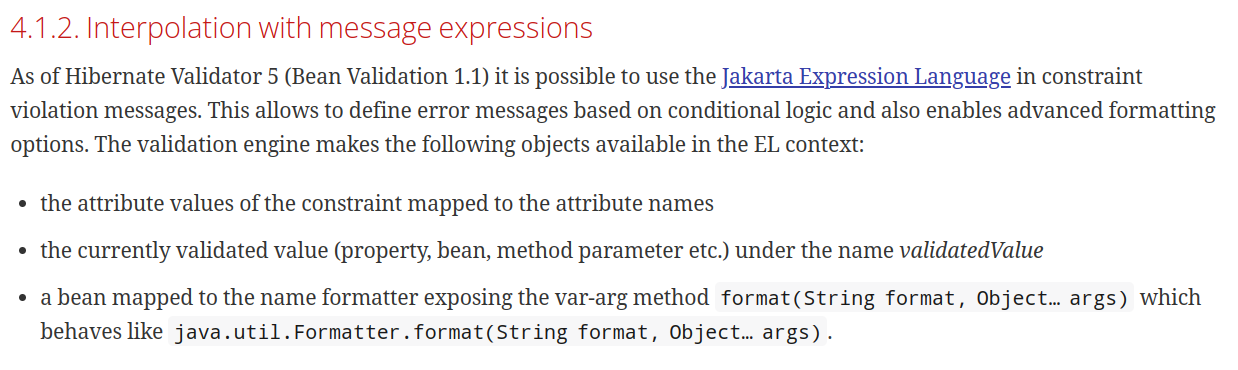 4.1.2. Interpolation with message expressions
As of Hibernate Validator 5 (Bean Validation 1.1) it is possible to use the Jakarta Expression Language in constraint
violation messages. This allows to define error messages based on conditional logic and also enables advanced formatting
options. The validation engine makes the following objects available in the EL context:
• the attribute values of the constraint mapped to the attribute names
• the currently validated value (property, bean, method parameter etc.) under the name validatedValue
• a bean mapped to the name formatter exposing the var-arg method format(String format, Object… args) which
behaves like java.util.Formatter.format(String format, Object… args).